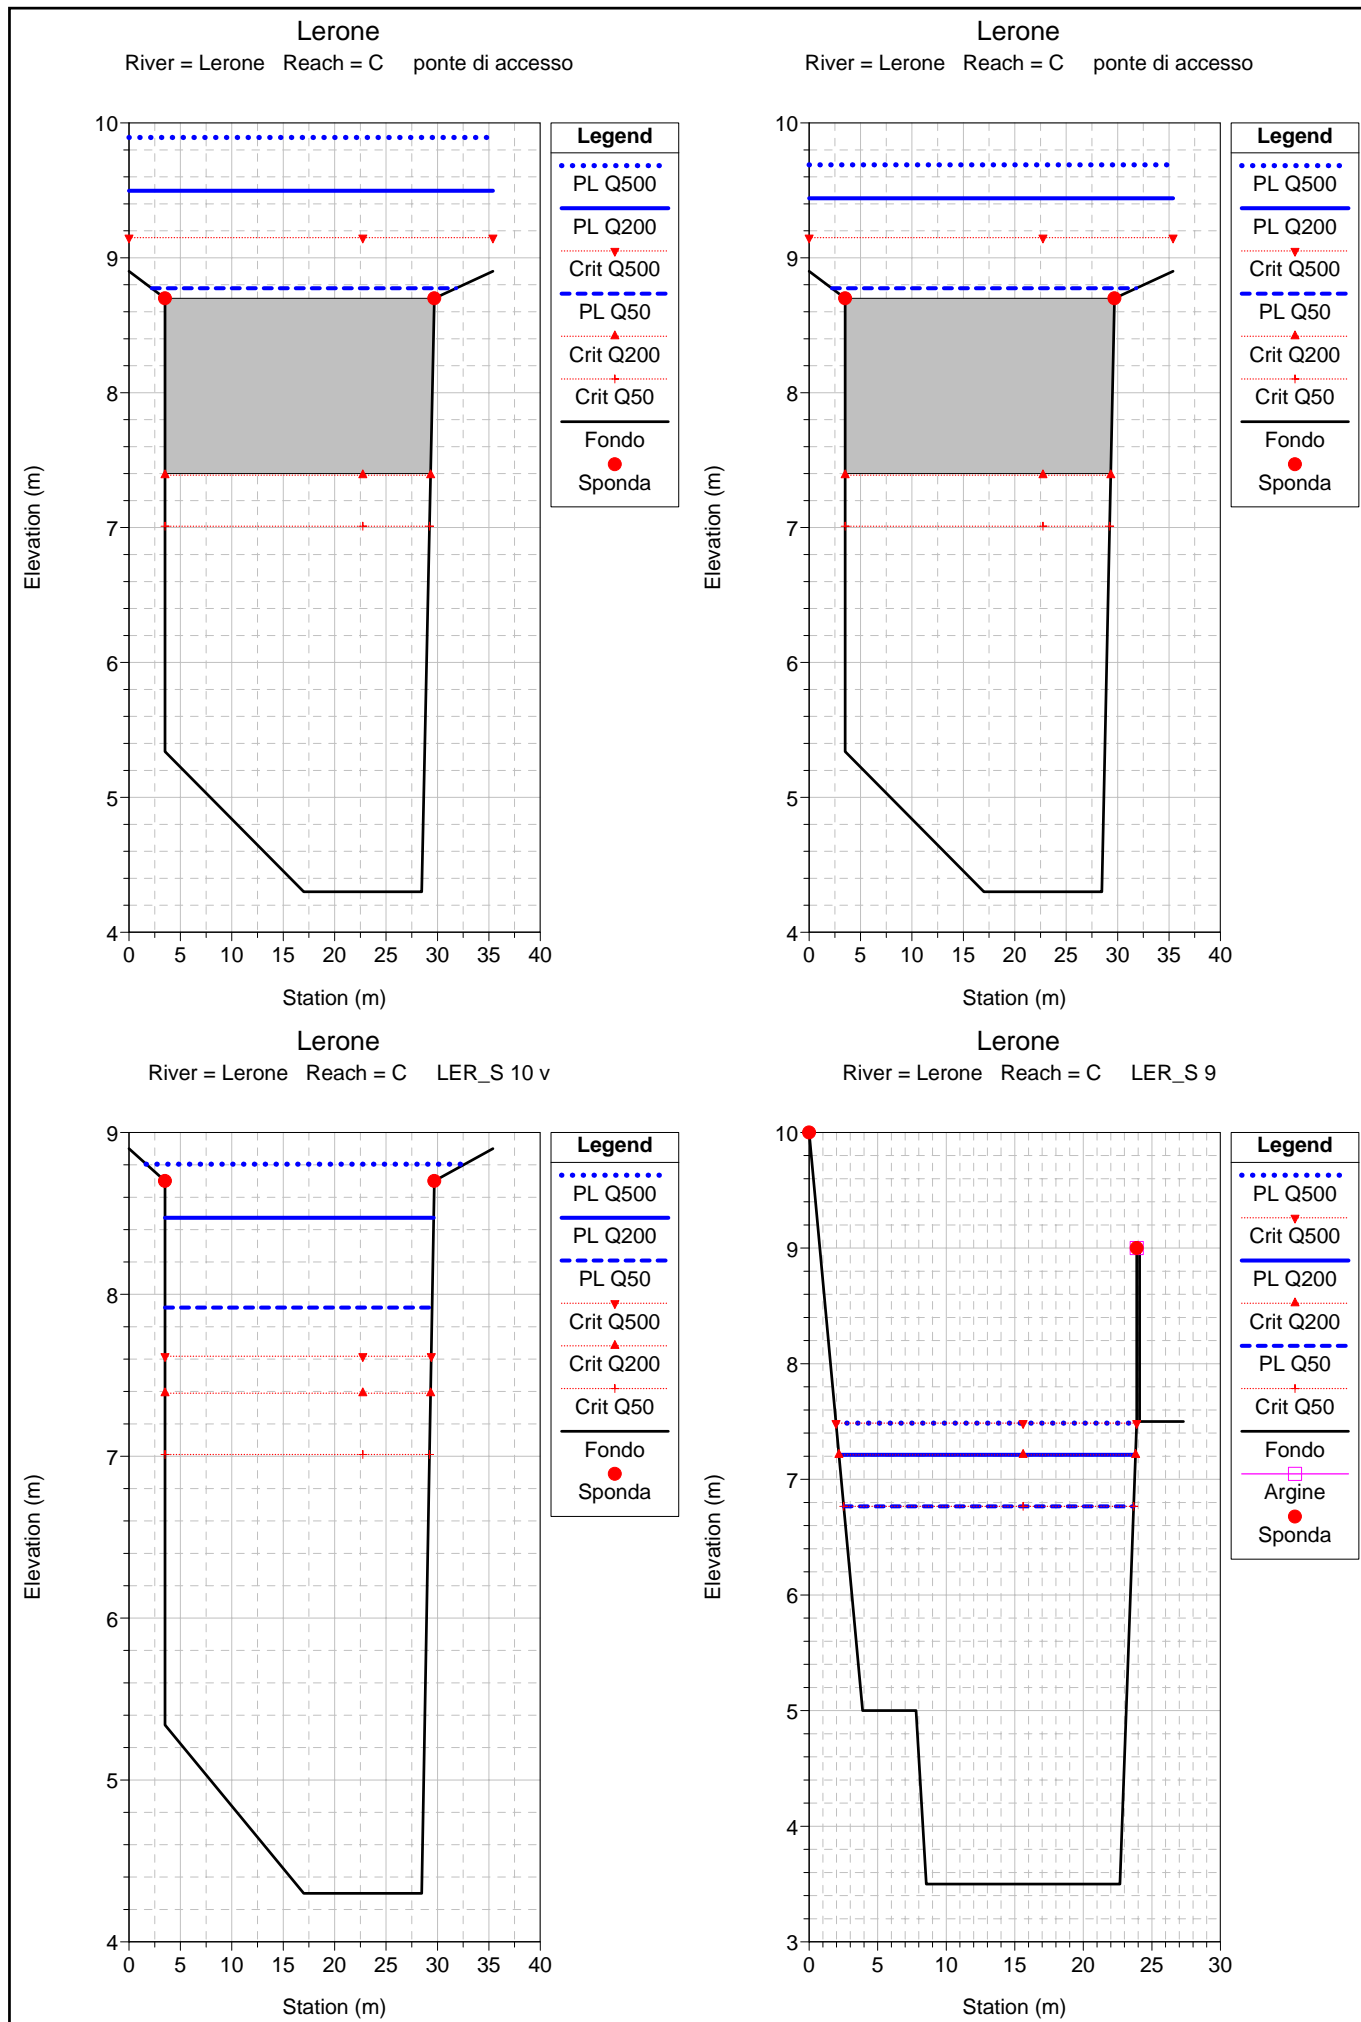 Lerone
River = Lerone Reach = C ponte di accesso
10
9
8
7
6
5
4
Elevation (m)
0 5 10 15 20 25 30 35 40
Station (m)
Legend
PL Q500
PL Q200
Crit Q500
PL Q50
Crit Q200
Crit Q50
Fondo
Sponda
Lerone
River = Lerone Reach = C ponte di accesso
10
9
8
7
6
5
4
Elevation (m)
0 5 10 15 20 25 30 35 40
Station (m)
Legend
PL Q500
PL Q200
Crit Q500
PL Q50
Crit Q200
Crit Q50
Fondo
Sponda
Lerone
River = Lerone Reach = C LER_S 10 v
9
8
7
6
5
4
Elevation (m)
0 5 10 15 20 25 30 35 40
Station (m)
Legend
PL Q500
PL Q200
PL Q50
Crit Q500
Crit Q200
Crit Q50
Fondo
Sponda
Lerone
River = Lerone Reach = C LER_S 9
10
9
8
7
6
5
4
3
Elevation (m)
0 5 10 15 20 25 30
Station (m)
Legend
PL Q500
Crit Q500
PL Q200
Crit Q200
PL Q50
Crit Q50
Fondo
Argine
Sponda